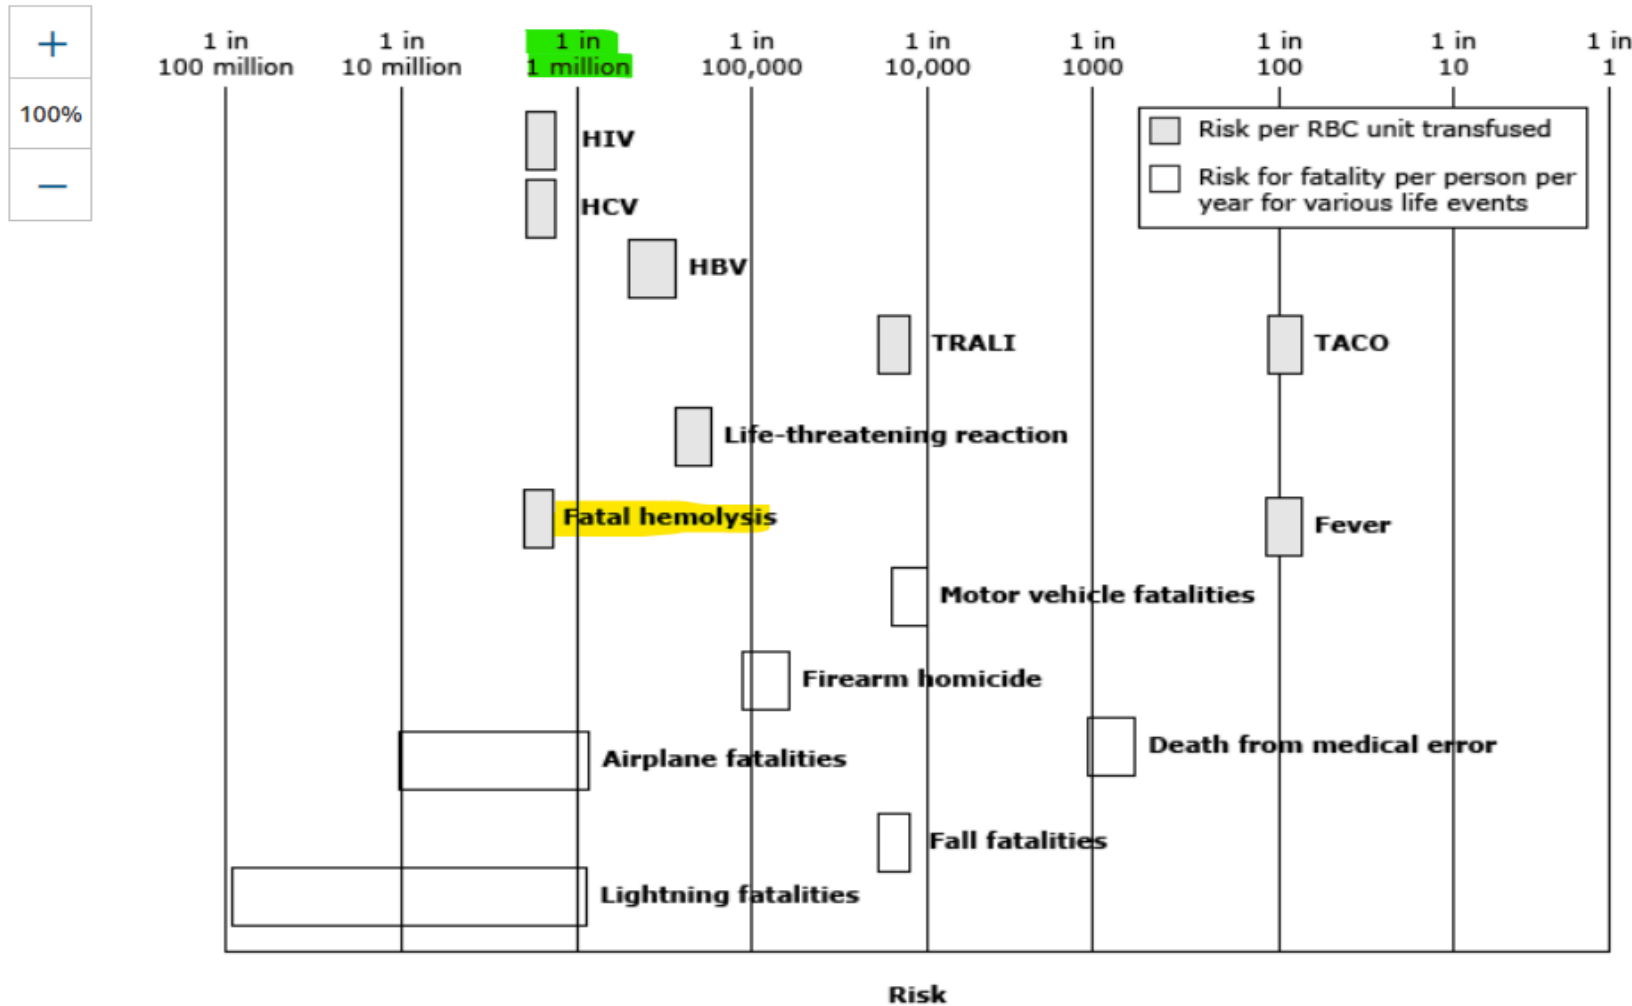 +
100%
−
1 in 1 in 1 in 1 in 1 in 1 in 1 in 1 in 1 in
100 million 10 million 1 million 100,000 10,000 1000 100 10 1
Risk per RBC unit transfused
Risk for fatality per person per
year for various life events
HIV
HCV
HBV
TRALI TACO
Life-threatening reaction
Fatal hemolysis Fever
Motor vehicle fatalities
Firearm homicide
Death from medical error
Airplane fatalities
Fall fatalities
Lightning fatalities
Risk